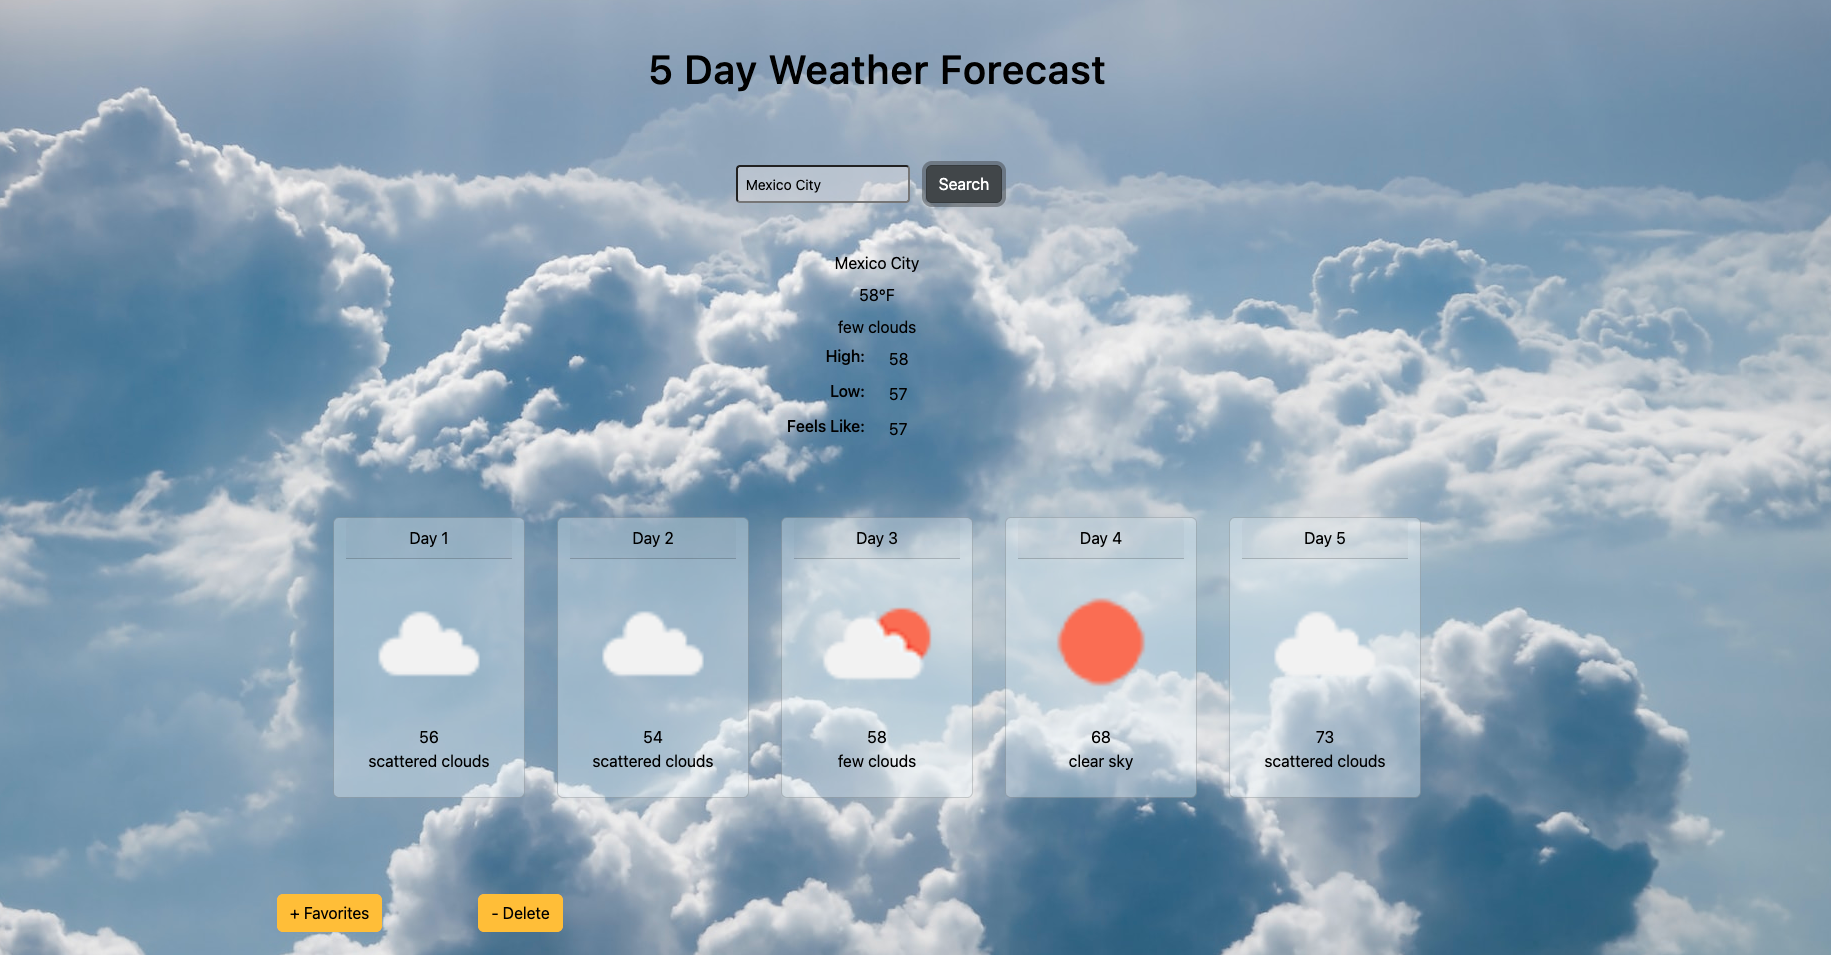 5 Day Weather Forecast
Mexico City
Search
Mexico City
58°F
few clouds
High: 58
Low: 57
Feels Like: 57
Day 1
56
scattered clouds
Day 2
54
scattered clouds
Day 3
58
few clouds
Day 4
68
clear sky
Day 5
73
scattered clouds
+ Favorites
- Delete